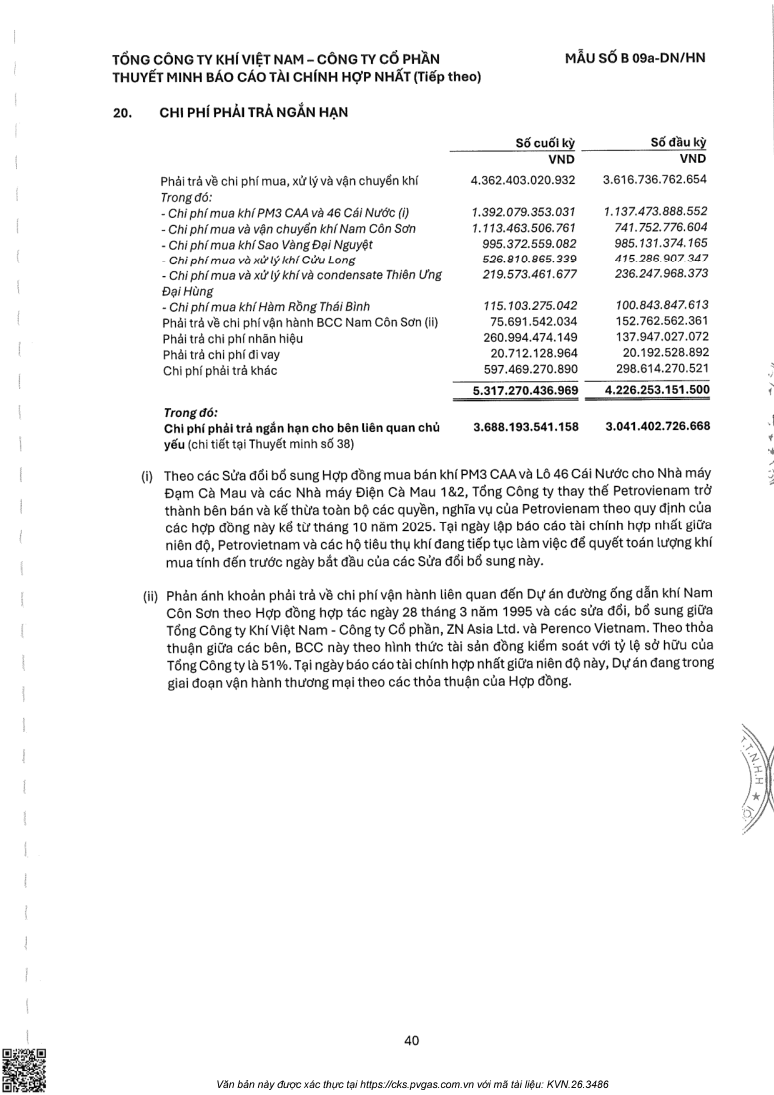 TỔNG CÔNG TY KHÍ VIỆT NAM – CÔNG TY CỔ PHẦN MẪU SỐ B 09a-DN/HN
THUYẾT MINH BÁO CÁO TÀI CHÍNH HỢP NHẤT (Tiếp theo)
20. CHI PHÍ PHẢI TRẢ NGẮN HẠN
Số cuối kỳ Số đầu kỳ
VND VND
Phải trả về chi phí mua, xử lý và vận chuyển khí 4.362.403.020.932 3.616.736.762.654
Trong đó:
- Chi phí mua khí PM3 CAA và 46 Cái Nước (i) 1.392.079.353.031 1.137.473.888.552
- Chi phí mua và vận chuyển khí Nam Côn Sơn 1.113.463.506.761 741.752.776.604
- Chi phí mua khí Sao Vàng Đại Nguyệt 995.372.559.082 985.131.374.165
- Chi phí mua và xử lý khí Cửu Long 526.810.865.339 415.286.907.347
- Chi phí mua và xử lý khí và condensate Thiên Ưng 219.573.461.677 236.247.968.373
Đại Hùng
- Chi phí mua khí Hàm Rồng Thái Bình 115.103.275.042 100.843.847.613
Phải trả về chi phí vận hành BCC Nam Côn Sơn (ii) 75.691.542.034 152.762.562.361
Phải trả chi phí nhãn hiệu 260.994.474.149 137.947.027.072
Phải trả chi phí đi vay 20.712.128.964 20.192.528.892
Chi phí phải trả khác 597.469.270.890 298.614.270.521
5.317.270.436.969 4.226.253.151.500
Trong đó:
Chi phí phải trả ngắn hạn cho bên liên quan chủ 3.688.193.541.158 3.041.402.726.668
yếu (chi tiết tại Thuyết minh số 38)
(i) Theo các Sửa đổi bổ sung Hợp đồng mua bán khí PM3 CAA và Lô 46 Cái Nước cho Nhà máy
Đạm Cà Mau và các Nhà máy Điện Cà Mau 1&2, Tổng Công ty thay thế Petrovienam trở
thành bên bán và kế thừa toàn bộ các quyền, nghĩa vụ của Petrovienam theo quy định của
các hợp đồng này kể từ tháng 10 năm 2025. Tại ngày lập báo cáo tài chính hợp nhất giữa
niên độ, Petrovietnam và các hộ tiêu thụ khí đang tiếp tục làm việc để quyết toán lượng khí
mua tính đến trước ngày bắt đầu của các Sửa đổi bổ sung này.
(ii) Phản ánh khoản phải trả về chi phí vận hành liên quan đến Dự án đường ống dẫn khí Nam
Côn Sơn theo Hợp đồng hợp tác ngày 28 tháng 3 năm 1995 và các sửa đổi, bổ sung giữa
Tổng Công ty Khí Việt Nam - Công ty Cổ phần, ZN Asia Ltd. và Perenco Vietnam. Theo thỏa
thuận giữa các bên, BCC này theo hình thức tài sản đồng kiểm soát với tỷ lệ sở hữu của
Tổng Công ty là 51%. Tại ngày báo cáo tài chính hợp nhất giữa niên độ này, Dự án đang trong
giai đoạn vận hành thương mại theo các thỏa thuận của Hợp đồng.
T.T.N.H.H
40
Văn bản này được xác thực tại https://cks.pvgas.com.vn với mã tài liệu: KVN.26.3486